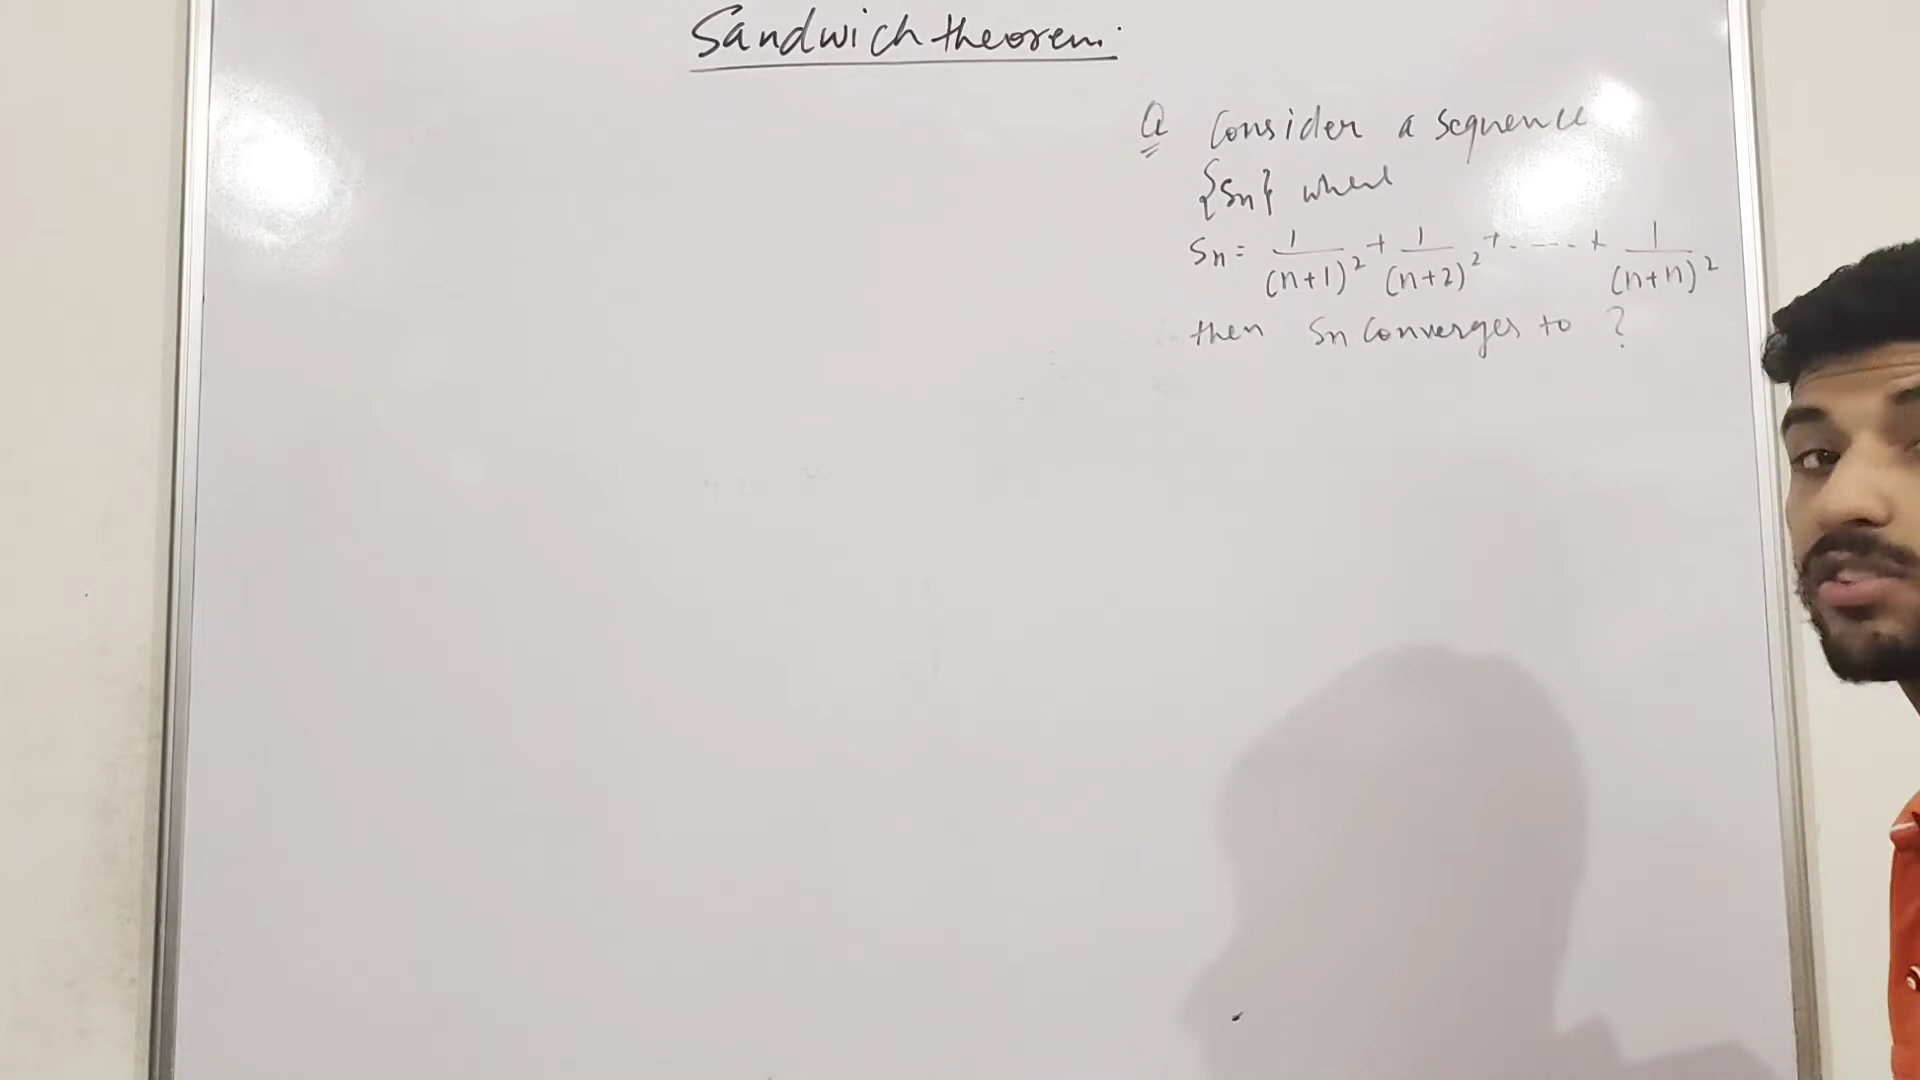 Sandwich theorem.
Q Consider a sequence
{Sn} where
Sn = 1/(n+1)² + 1/(n+2)² + ..... + 1/(n+n)²
then Sn Converges to ?